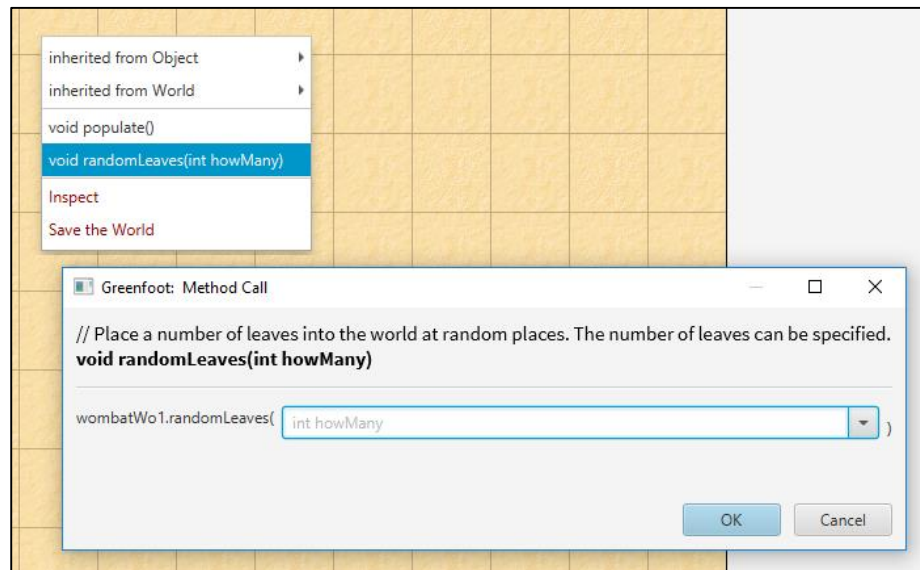 inherited from Object
inherited from World
void populate()
void randomLeaves(int howMany)
Inspect
Save the World
Greenfoot: Method Call
// Place a number of leaves into the world at random places. The number of leaves can be specified.
void randomLeaves(int howMany)
wombatWo1.randomLeaves( int howMany )
OK Cancel